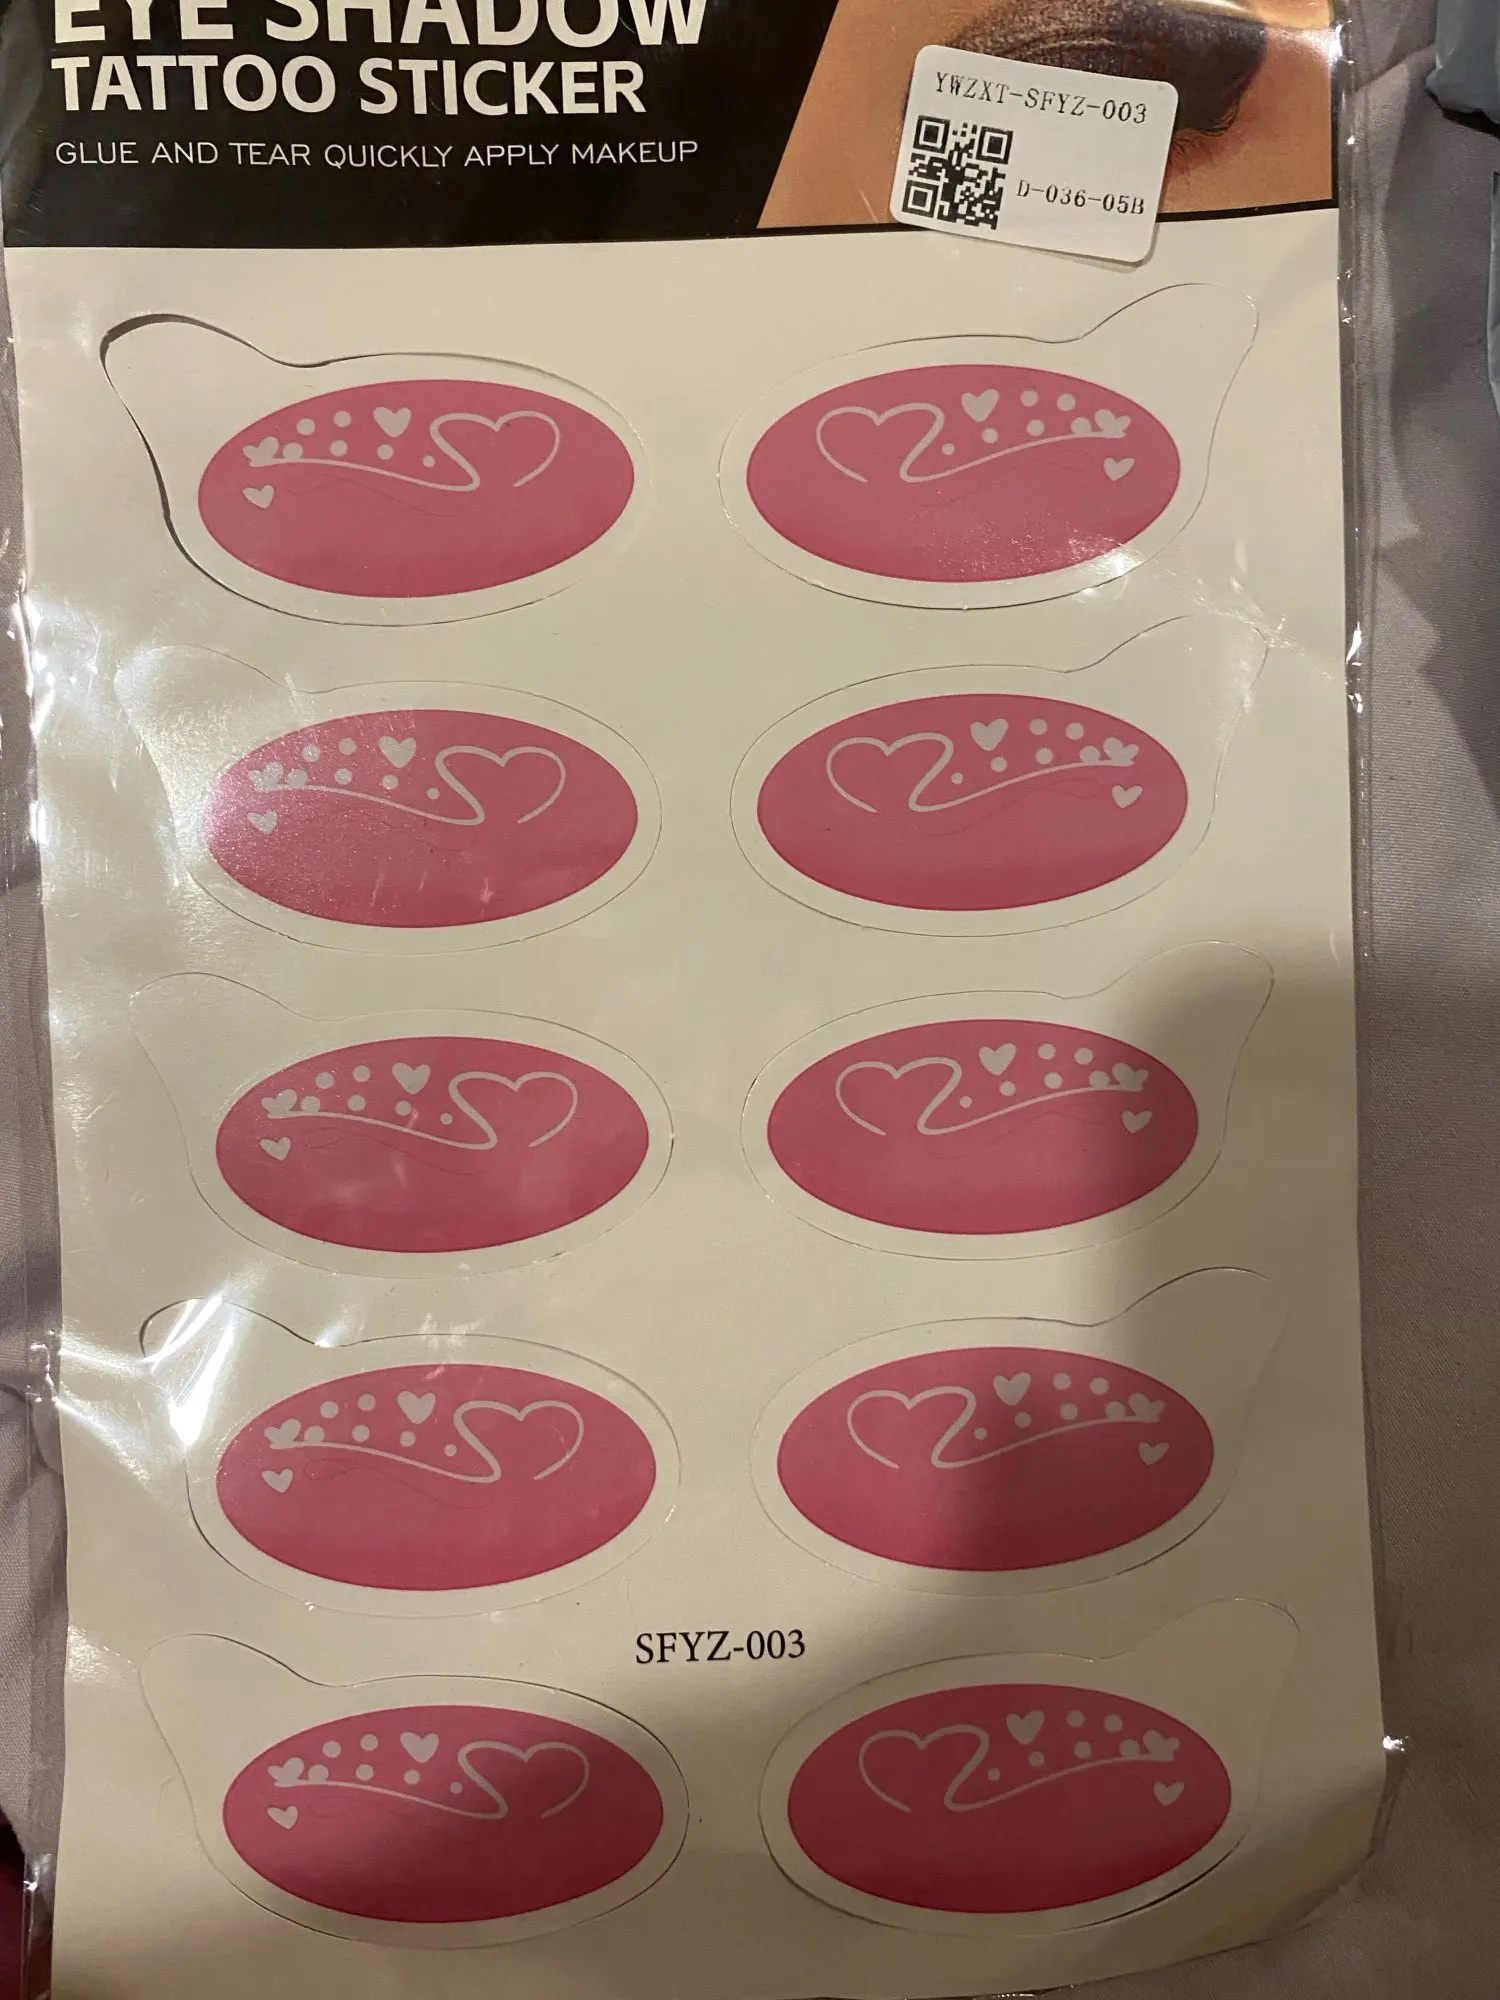 EYE SHADOW
TATTOO STICKER
GLUE AND TEAR QUICKLY APPLY MAKEUP
YWZXT-SFYZ-003
D-036-05B
SFYZ-003